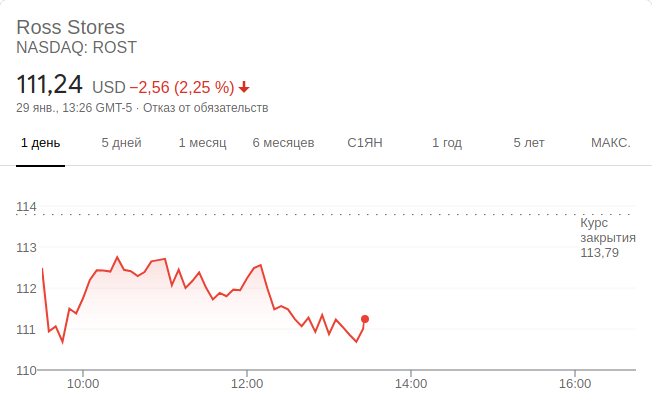 Ross Stores
NASDAQ: ROST
111,24 USD −2,56 (2,25 %)
29 янв., 13:26 GMT-5 · Отказ от обязательств
1 день 5 дней 1 месяц 6 месяцев С1ЯН 1 год 5 лет МАКС.
114
Курс
закрытия
113,79
113
112
111
110
10:00 12:00 14:00 16:00